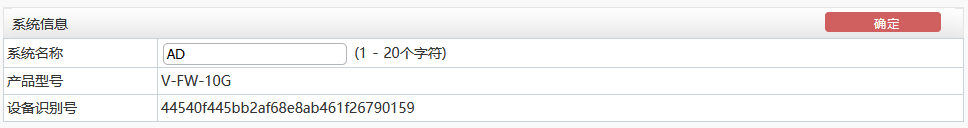 系统信息 确定
系统名称 AD (1 - 20个字符)
产品型号 V-FW-10G
设备识别号 44540f445bb2af68e8ab461f26790159